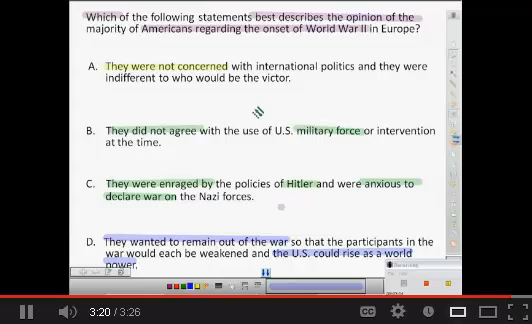 Which of the following statements best describes the opinion of the
majority of Americans regarding the onset of World War II in Europe?
A. They were not concerned with international politics and they were
indifferent to who would be the victor.
B. They did not agree with the use of U.S. military force or intervention
at the time.
C. They were enraged by the policies of Hitler and were anxious to
declare war on the Nazi forces.
D. They wanted to remain out of the war so that the participants in the
war would each be weakened and the U.S. could rise as a world
power.
3:20 / 3:26
CC